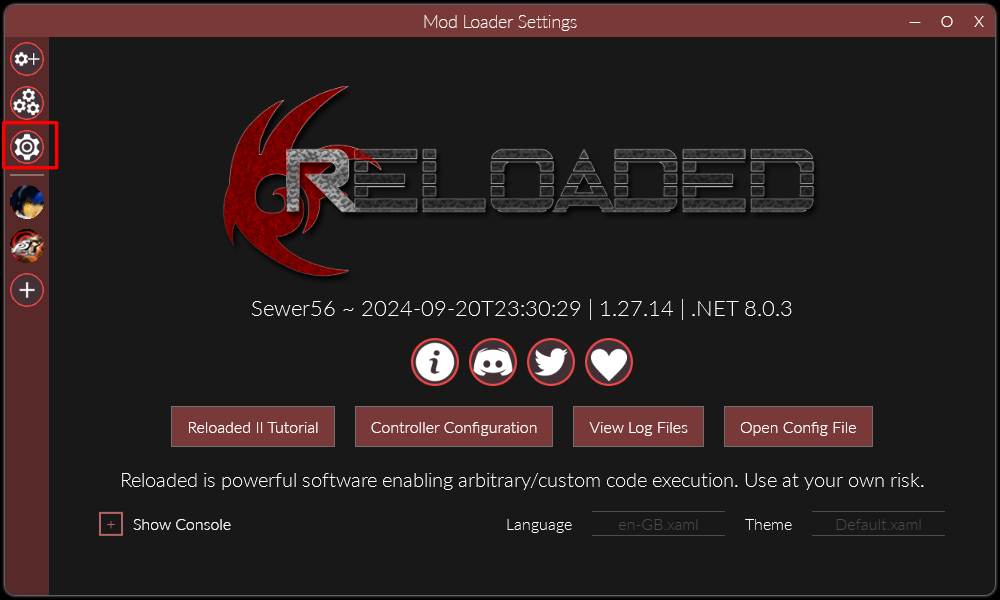 Mod Loader Settings
RELOADED
Sewer56 ~ 2024-09-20T23:30:29 | 1.27.14 | .NET 8.0.3
Reloaded II Tutorial
Controller Configuration
View Log Files
Open Config File
Reloaded is powerful software enabling arbitrary/custom code execution. Use at your own risk.
+ Show Console
Language en-GB.xaml
Theme Default.xaml